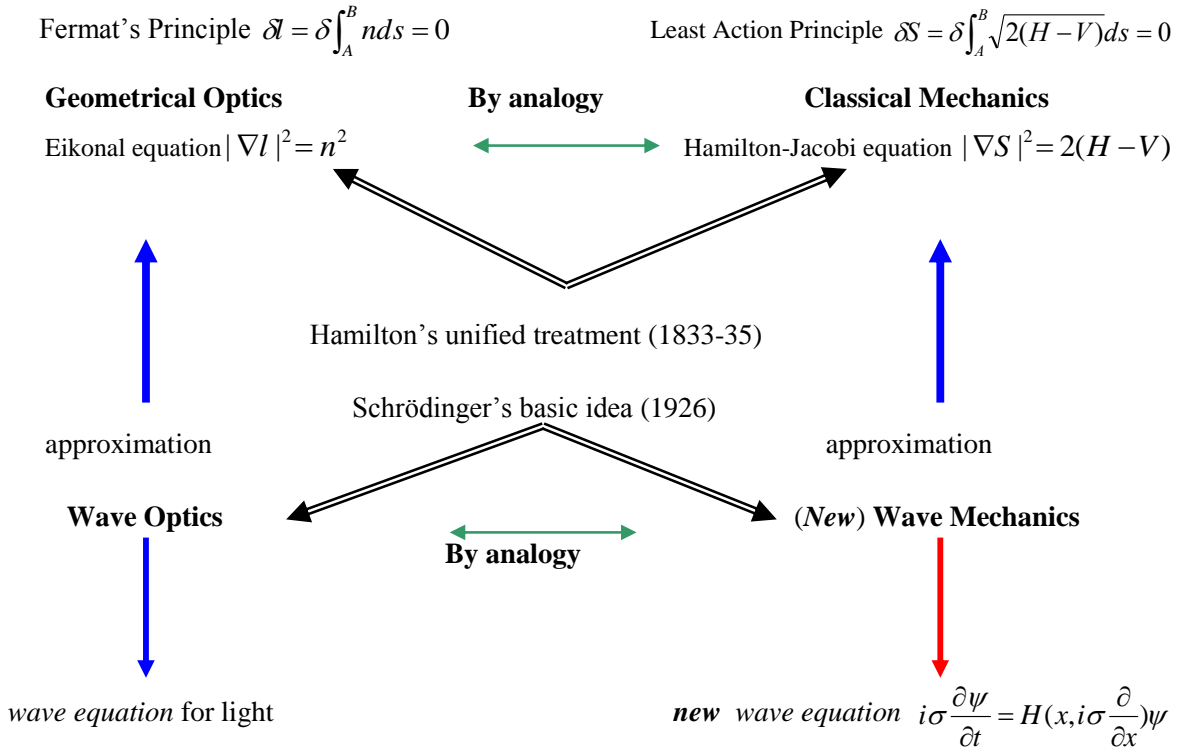 Fermat's Principle δl = δ∫_A^B nds = 0
Least Action Principle δS = δ∫_A^B √2(H − V)ds = 0
Geometrical Optics
By analogy
Classical Mechanics
Eikonal equation |∇l|² = n²
Hamilton-Jacobi equation |∇S|² = 2(H − V)
Hamilton's unified treatment (1833-35)
Schrödinger's basic idea (1926)
approximation
approximation
Wave Optics
(New) Wave Mechanics
By analogy
wave equation for light
new wave equation iσ ∂ψ/∂t = H(x, iσ ∂/∂x)ψ